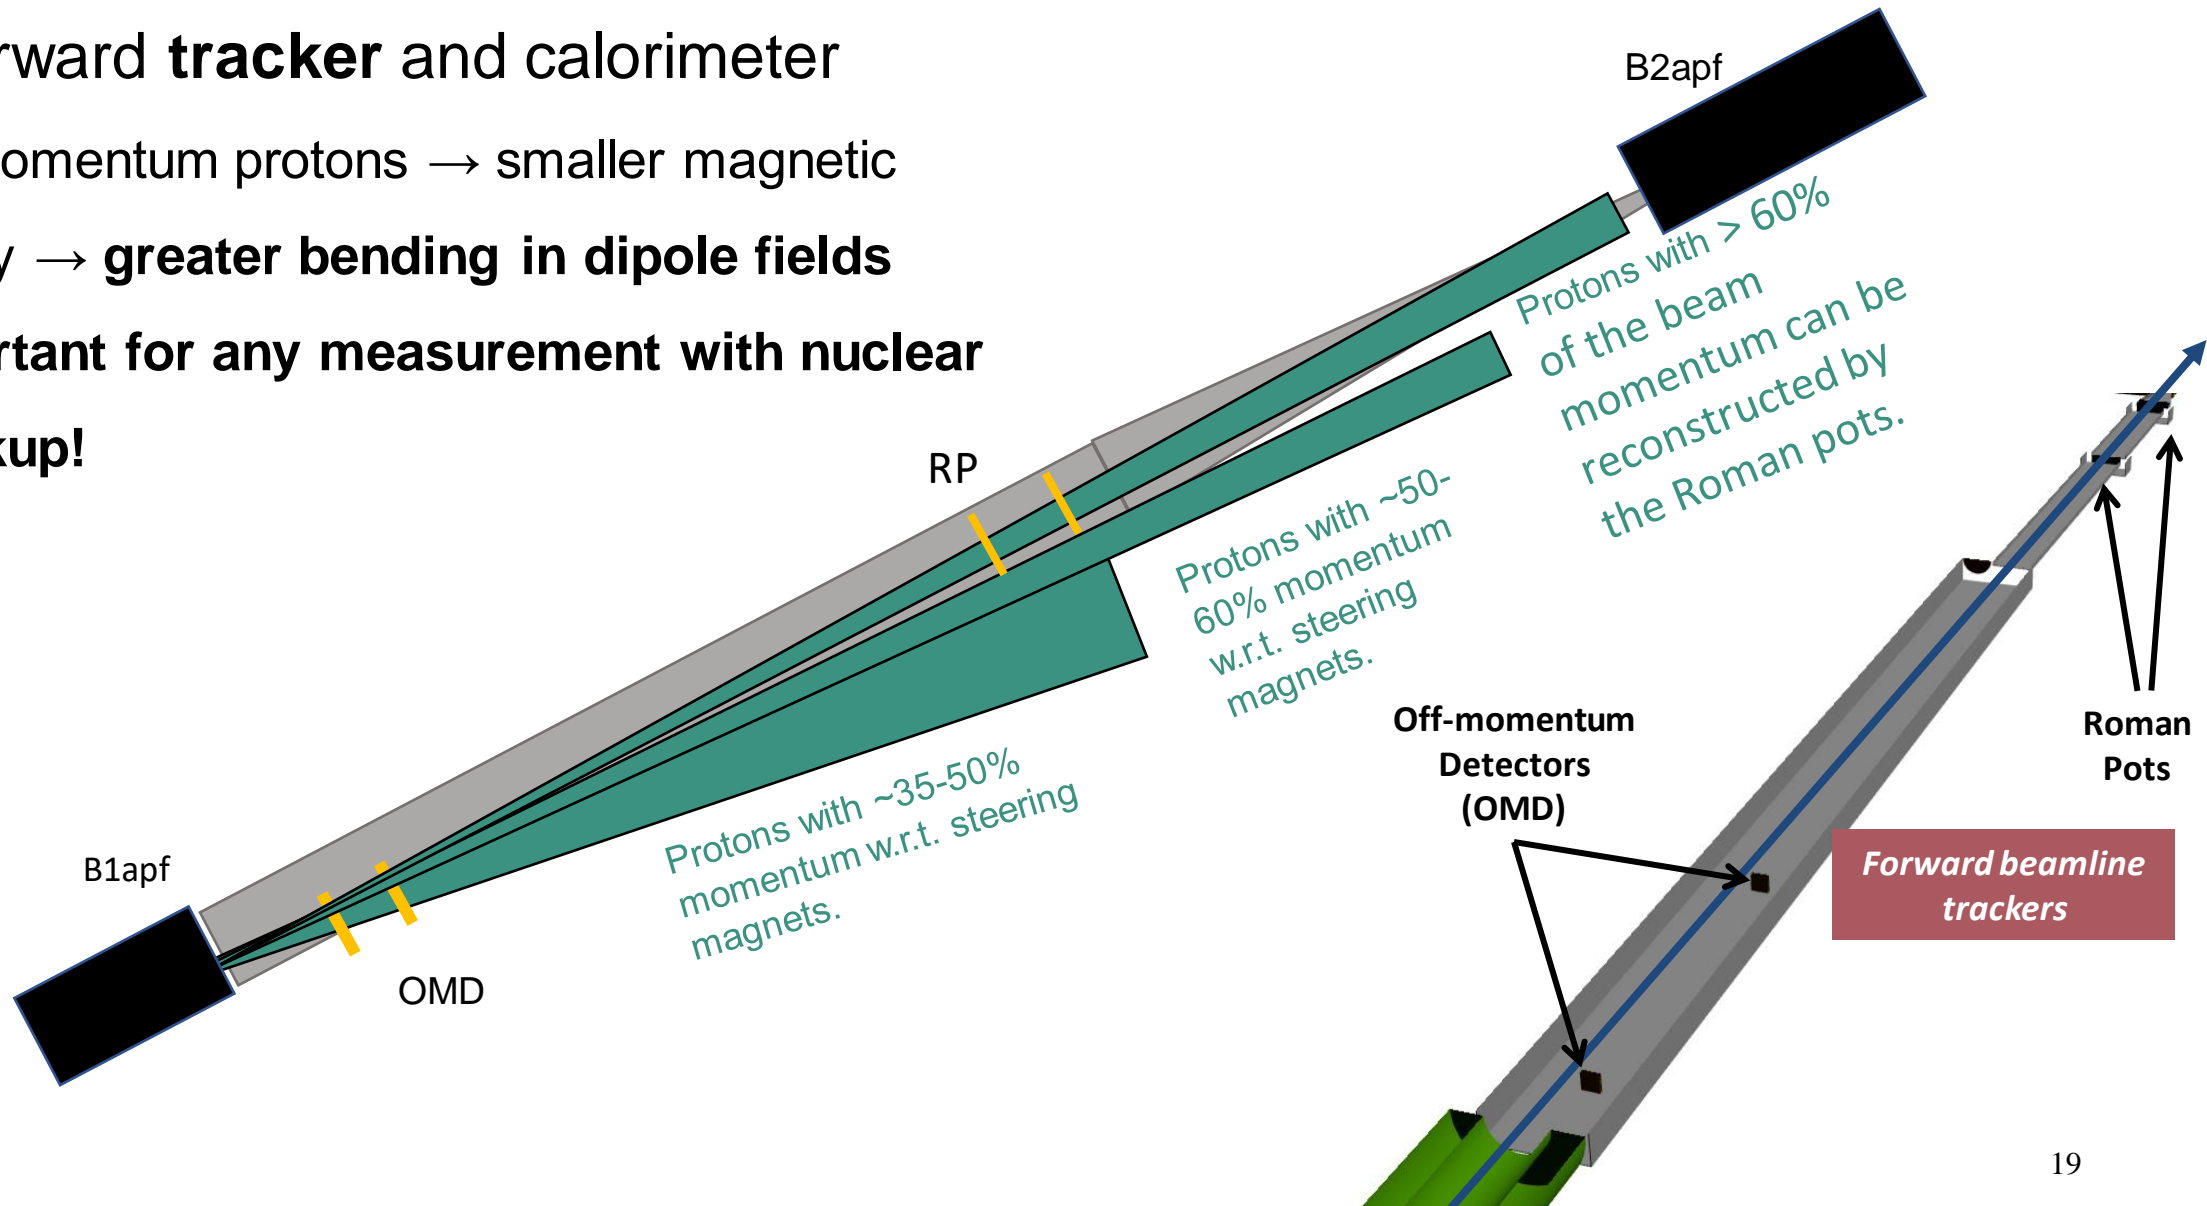 rward tracker and calorimeter
omentum protons → smaller magnetic
y → greater bending in dipole fields
rtant for any measurement with nuclear
kup!
B2apf
Protons with > 60%
of the beam
momentum can be
reconstructed by
the Roman pots.
RP
Protons with ~50-
60% momentum
w.r.t. steering
magnets.
Protons with ~35-50%
momentum w.r.t. steering
magnets.
B1apf
OMD
Off-momentum
Detectors
(OMD)
Roman
Pots
Forward beamline
trackers
19